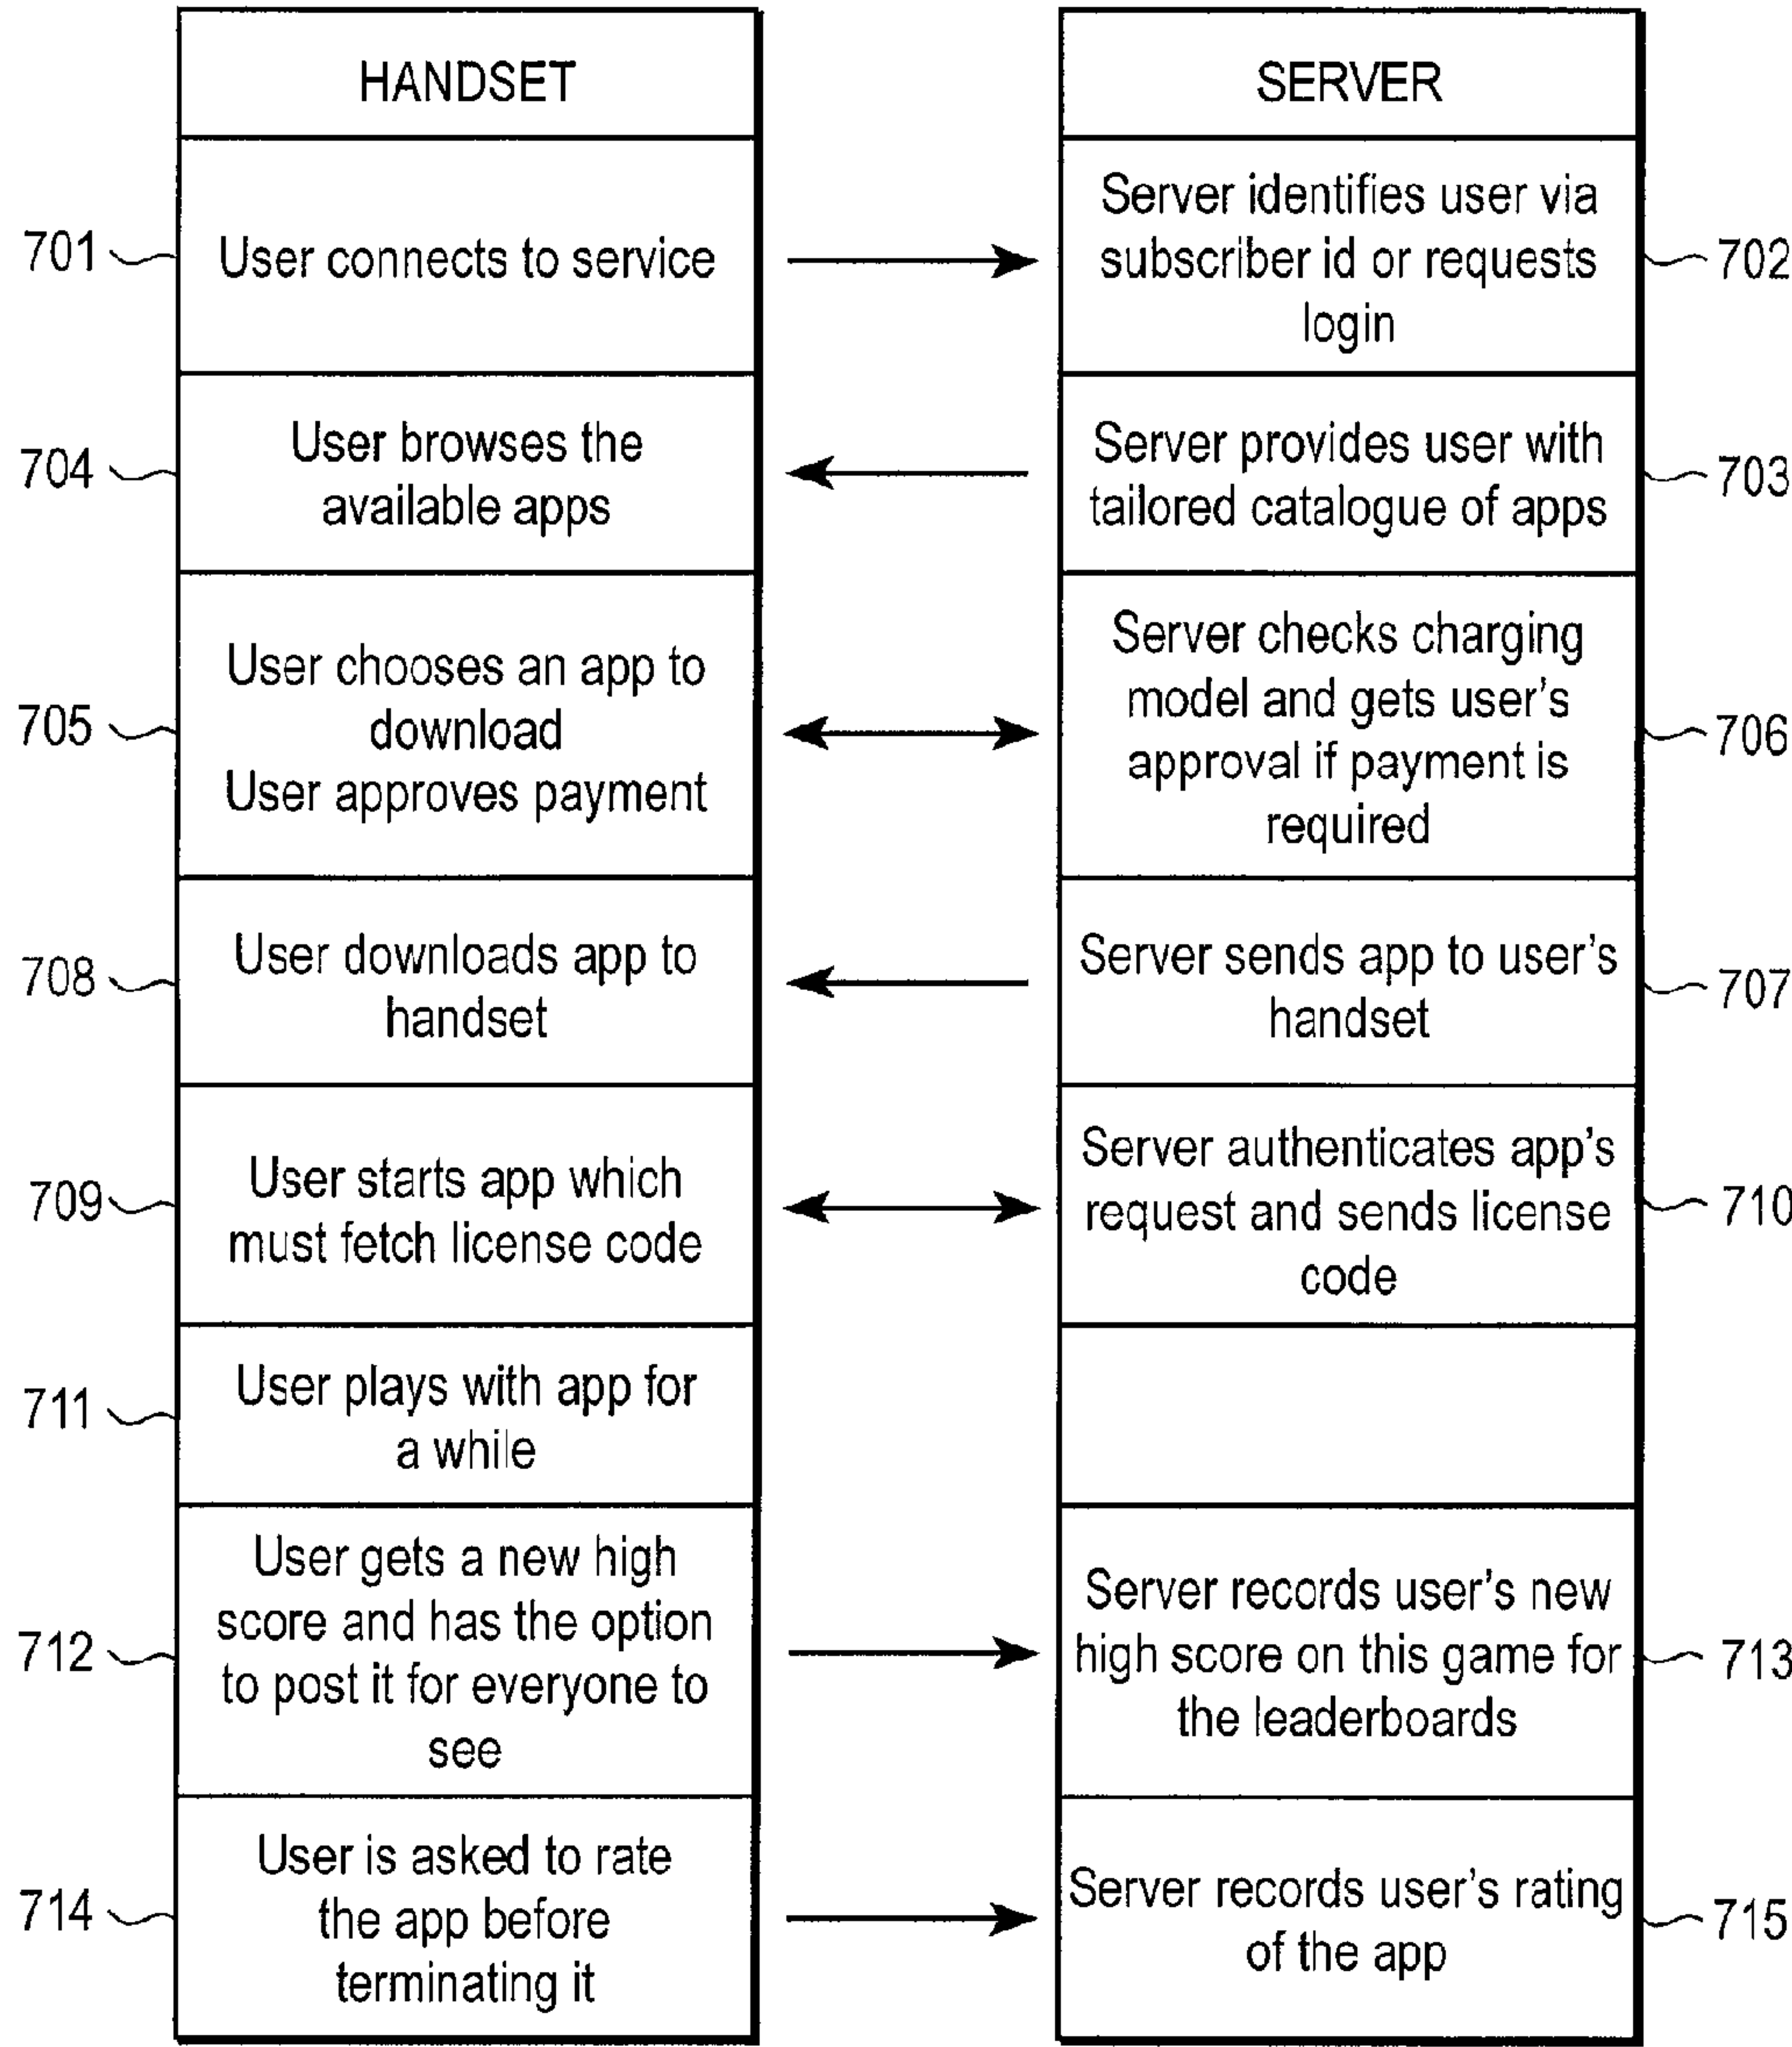 HANDSET
SERVER
701
User connects to service
Server identifies user via
subscriber id or requests
login
702
704
User browses the
available apps
Server provides user with
tailored catalogue of apps
703
705
User chooses an app to
download
User approves payment
Server checks charging
model and gets user's
approval if payment is
required
706
708
User downloads app to
handset
Server sends app to user's
handset
707
709
User starts app which
must fetch license code
Server authenticates app's
request and sends license
code
710
711
User plays with app for
a while
712
User gets a new high
score and has the option
to post it for everyone to
see
Server records user's new
high score on this game for
the leaderboards
713
714
User is asked to rate
the app before
terminating it
Server records user's rating
of the app
715